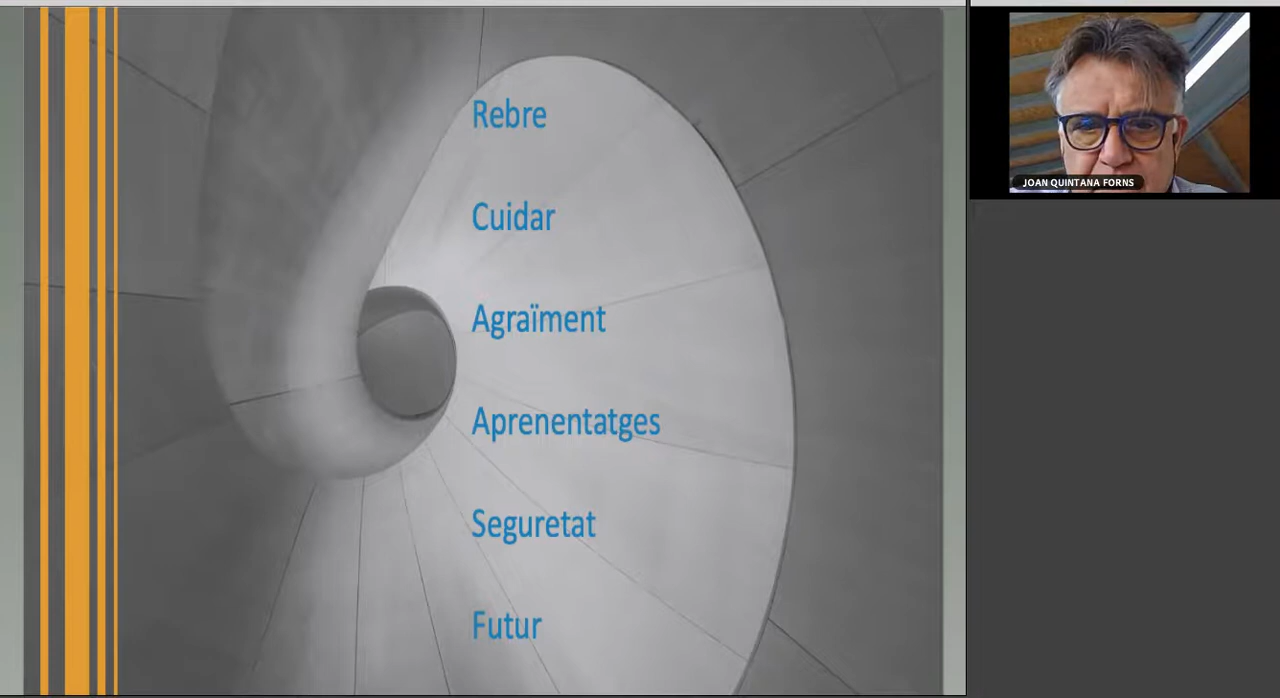 Rebre
Cuidar
Agraïment
Aprenentatges
Seguretat
Futur
JOAN QUINTANA FORNS